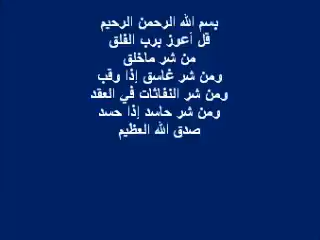 بسم الله الرحمن الرحيم
قل أعوز برب الفلق
من شر ماخلق
ومن شر غاسق إذا وقب
ومن شر النفاثات في العقد
ومن شر حاسد إذا حسد
صدق الله العظيم